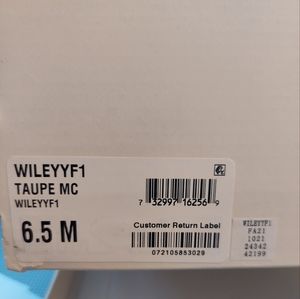 WILEYYF1
TAUPE MC
WILEYYF1
6.5 M
7 32997 16256 9
Customer Return Label
072105853029
WILEYYF1
FA21
1021
24342
42199